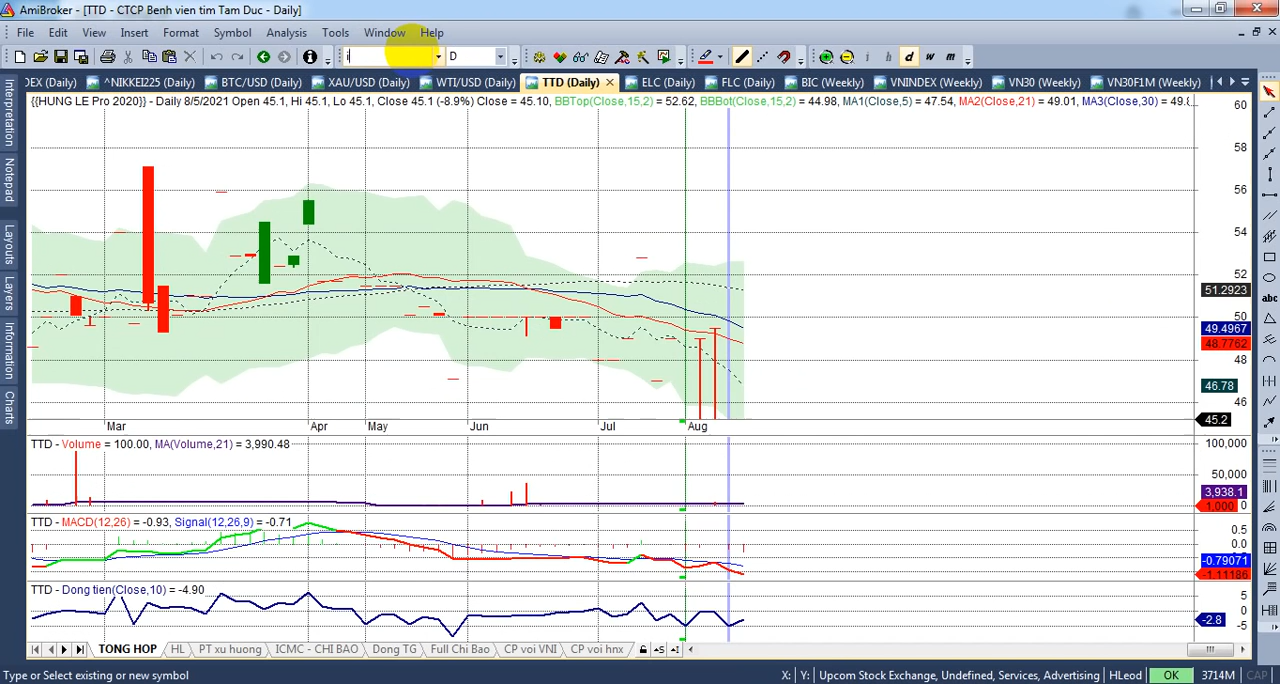 AmiBroker - [TTD - CTCP Benh vien tim Tam Duc - Daily]
File Edit View Insert Format Symbol Analysis Tools Window Help
i D i h d w m
DEX (Daily) ^NIKKEI225 (Daily) BTC/USD (Daily) XAU/USD (Daily) WTI/USD (Daily) TTD (Daily) ELC (Daily) FLC (Daily) BIC (Weekly) VNINDEX (Weekly) VN30 (Weekly) VN30F1M (Weekly)
{{HUNG LE Pro 2020}} - Daily 8/5/2021 Open 45.1, Hi 45.1, Lo 45.1, Close 45.1 (-8.9%) Close = 45.10, BBTop(Close,15,2) = 52.62, BBBot(Close,15,2) = 44.98, MA1(Close,5) = 47.54, MA2(Close,21) = 49.01, MA3(Close,30) = 49.8
Interpretation
Notepad
Layouts
Layers
Information
Charts
abc
60
58
56
54
52
51.2923
50
49.4967
48.7762
48
46.78
46
45.2
Mar Apr May Jun Jul Aug
TTD - Volume = 100.00, MA(Volume,21) = 3,990.48
100,000
50,000
3,938.1
1,000 0
TTD - MACD(12,26) = -0.93, Signal(12,26,9) = -0.71
0.5
0.0
-0.79071
-1.11186
TTD - Dong tien(Close,10) = -4.90
5
0
-2.8
-5
TONG HOP HL PT xu huong ICMC - CHI BAO Dong TG Full Chi Bao CP voi VNI CP voi hnx
Type or Select existing or new symbol X: Y: Upcom Stock Exchange, Undefined, Services, Advertising HLeod OK 3714M CAP